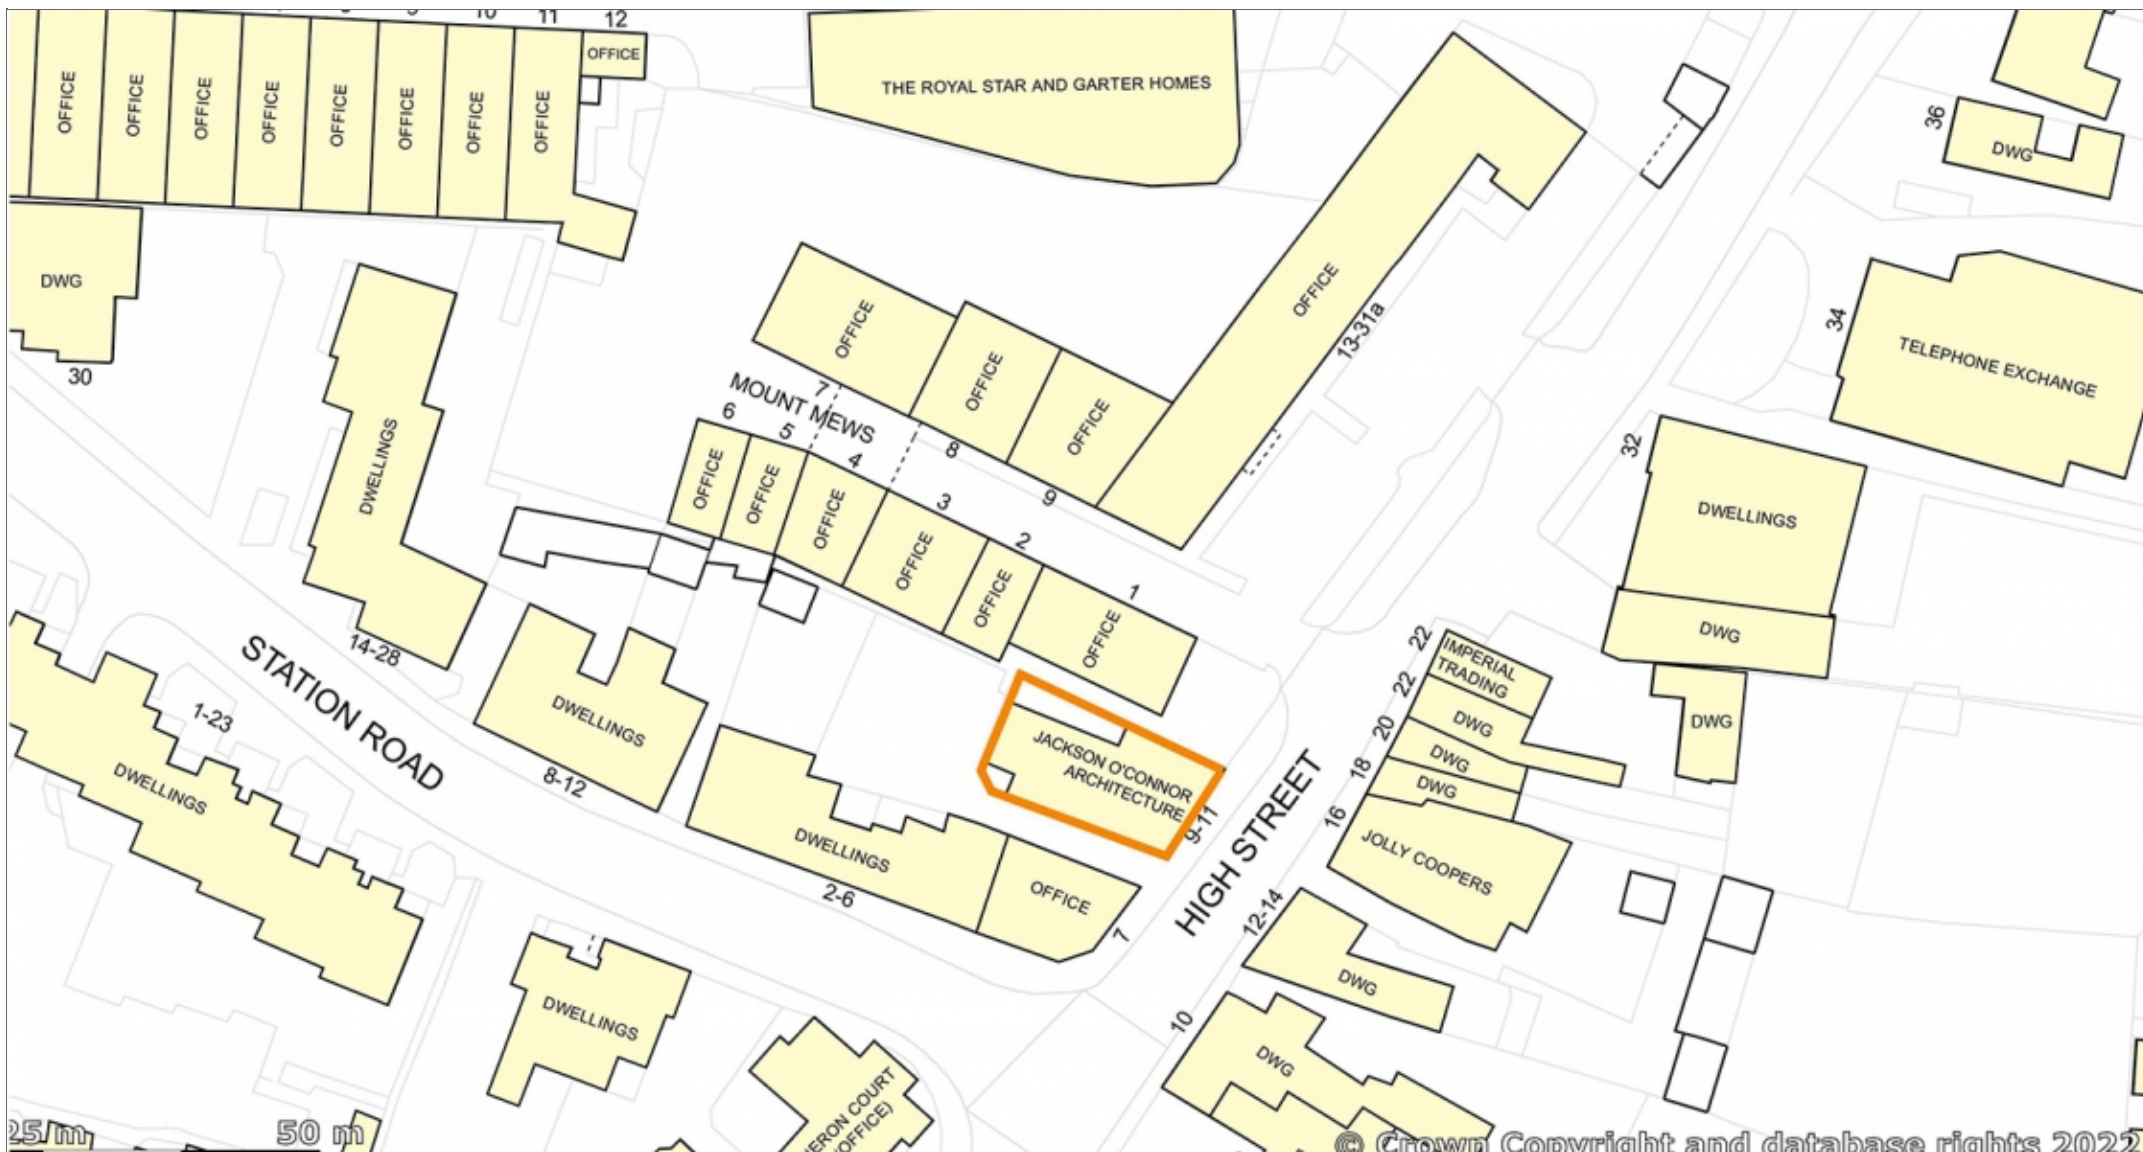 10
11
12
OFFICE
OFFICE
OFFICE
OFFICE
OFFICE
OFFICE
OFFICE
OFFICE
OFFICE
THE ROYAL STAR AND GARTER HOMES
36
DWG
DWG
30
OFFICE
13-31a
34
TELEPHONE EXCHANGE
OFFICE
OFFICE
OFFICE
7
MOUNT MEWS
6
5
4
3
2
1
8
9
OFFICE
OFFICE
OFFICE
OFFICE
OFFICE
OFFICE
DWELLINGS
14-28
32
DWELLINGS
DWG
DWG
STATION ROAD
1-23
DWELLINGS
DWELLINGS
8-12
JACKSON O'CONNOR
ARCHITECTURE
9-11
HIGH STREET
22
IMPERIAL
TRADING
22
DWG
20
DWG
18
DWG
16
JOLLY COOPERS
DWELLINGS
2-6
OFFICE
7
12-14
DWG
DWELLINGS
10
DWG
ERON COURT
OFFICE)
25 m
50 m
© Crown Copyright and database rights 2022